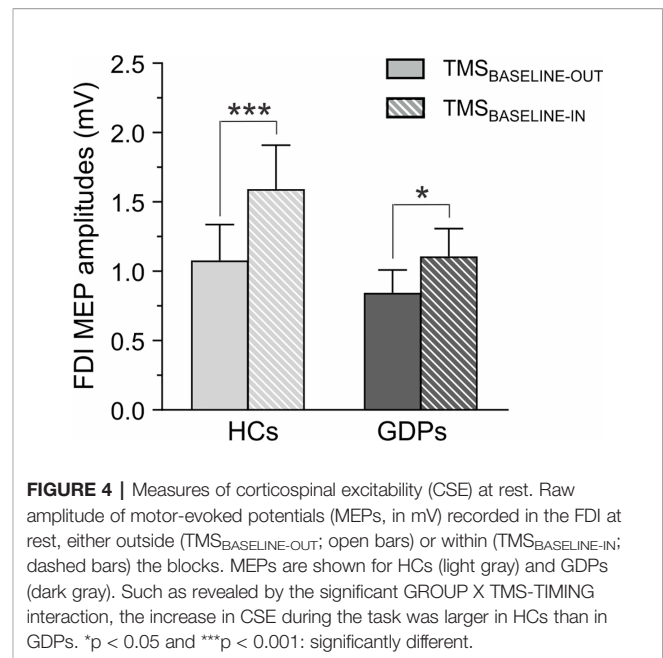 2.5
2.0
1.5
1.0
0.5
0.0
FDI MEP amplitudes (mV)
TMSBASELINE-OUT
TMSBASELINE-IN
***
*
HCs
GDPs
FIGURE 4 | Measures of corticospinal excitability (CSE) at rest. Raw
amplitude of motor-evoked potentials (MEPs, in mV) recorded in the FDI at
rest, either outside (TMSBASELINE-OUT; open bars) or within (TMSBASELINE-IN;
dashed bars) the blocks. MEPs are shown for HCs (light gray) and GDPs
(dark gray). Such as revealed by the significant GROUP X TMS-TIMING
interaction, the increase in CSE during the task was larger in HCs than in
GDPs. *p < 0.05 and ***p < 0.001: significantly different.